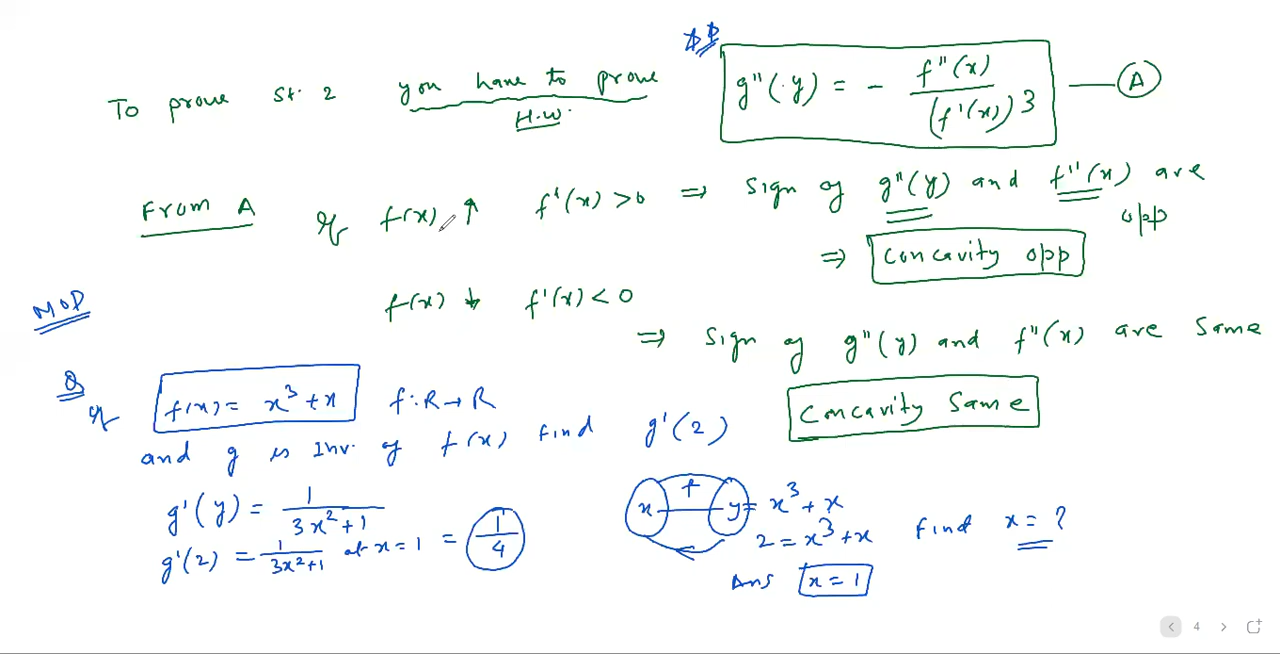 To prove St. 2 you have to prove g''(y) = - f''(x) / (f'(x))^3 —— (A)
H.W.
From A If f(x) ↑ f'(x) > 0 ⇒ Sign of g''(y) and f''(x) are opp
⇒ Concavity opp
f(x) ↓ f'(x) < 0
⇒ Sign of g''(y) and f''(x) are same
Concavity Same
MOD
Q If f(x) = x^3 + x f: R → R
and g is Inv. of f(x) find g'(2)
g'(y) = 1 / (3x^2 + 1)
g'(2) = 1 / (3x^2+1) at x = 1 = 1/4
x f y = x^3 + x
2 = x^3 + x find x = ?
Ans x = 1
4